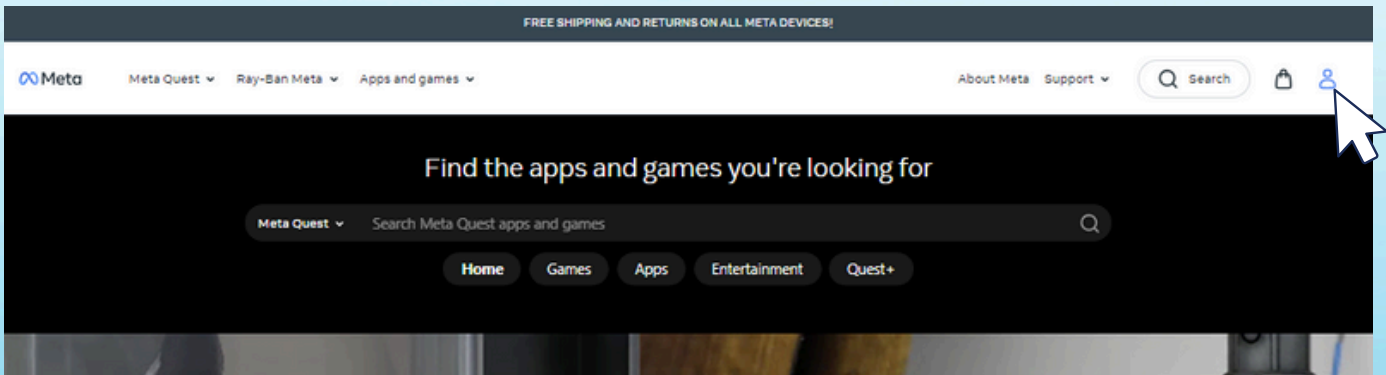 FREE SHIPPING AND RETURNS ON ALL META DEVICES!
Meta Meta Quest Ray-Ban Meta Apps and games About Meta Support Search
Find the apps and games you're looking for
Meta Quest Search Meta Quest apps and games
Home Games Apps Entertainment Quest+